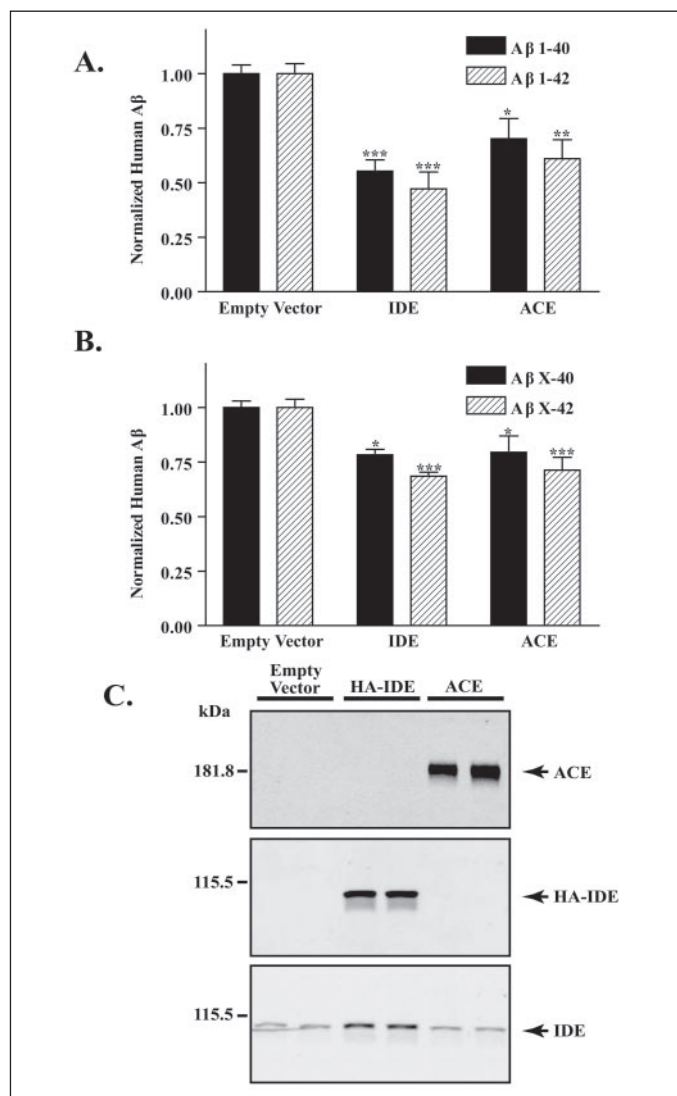 A.
Aβ 1-40
Aβ 1-42
Normalized Human Aβ
1.00
0.75
0.50
0.25
0.00
***
***
*
**
Empty Vector
IDE
ACE
B.
Aβ X-40
Aβ X-42
Normalized Human Aβ
1.00
0.75
0.50
0.25
0.00
*
***
*
***
Empty Vector
IDE
ACE
C.
Empty
Vector
HA-IDE
ACE
kDa
181.8
ACE
115.5
HA-IDE
115.5
IDE